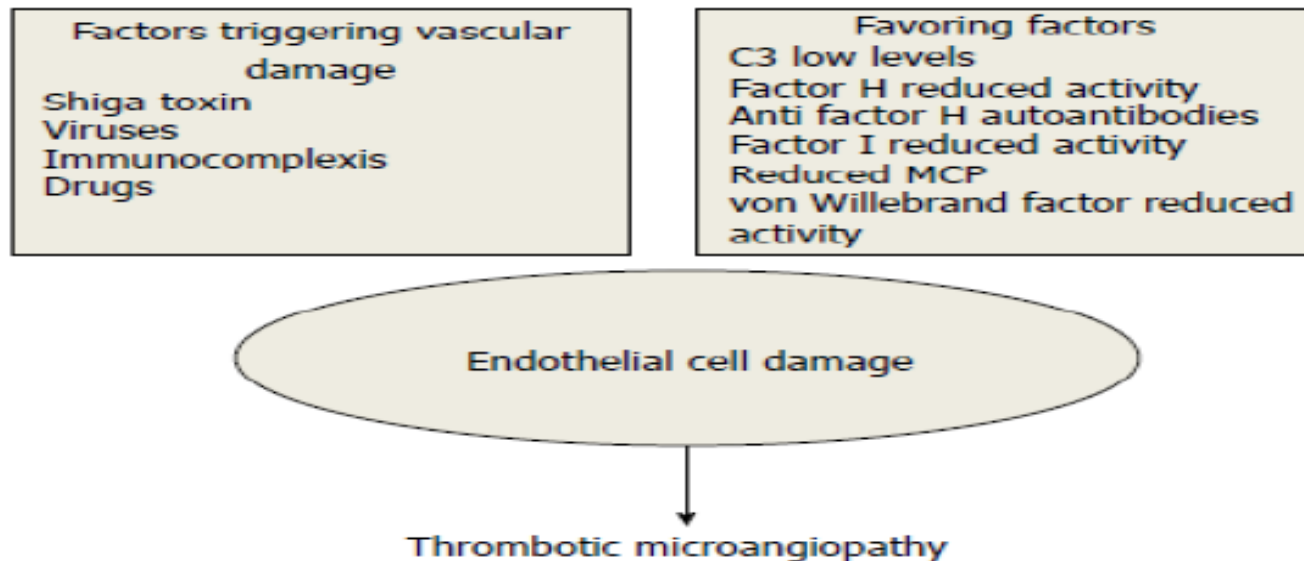 Factors triggering vascular
damage
Shiga toxin
Viruses
Immunocomplexis
Drugs
Favoring factors
C3 low levels
Factor H reduced activity
Anti factor H autoantibodies
Factor I reduced activity
Reduced MCP
von Willebrand factor reduced
activity
Endothelial cell damage
Thrombotic microangiopathy